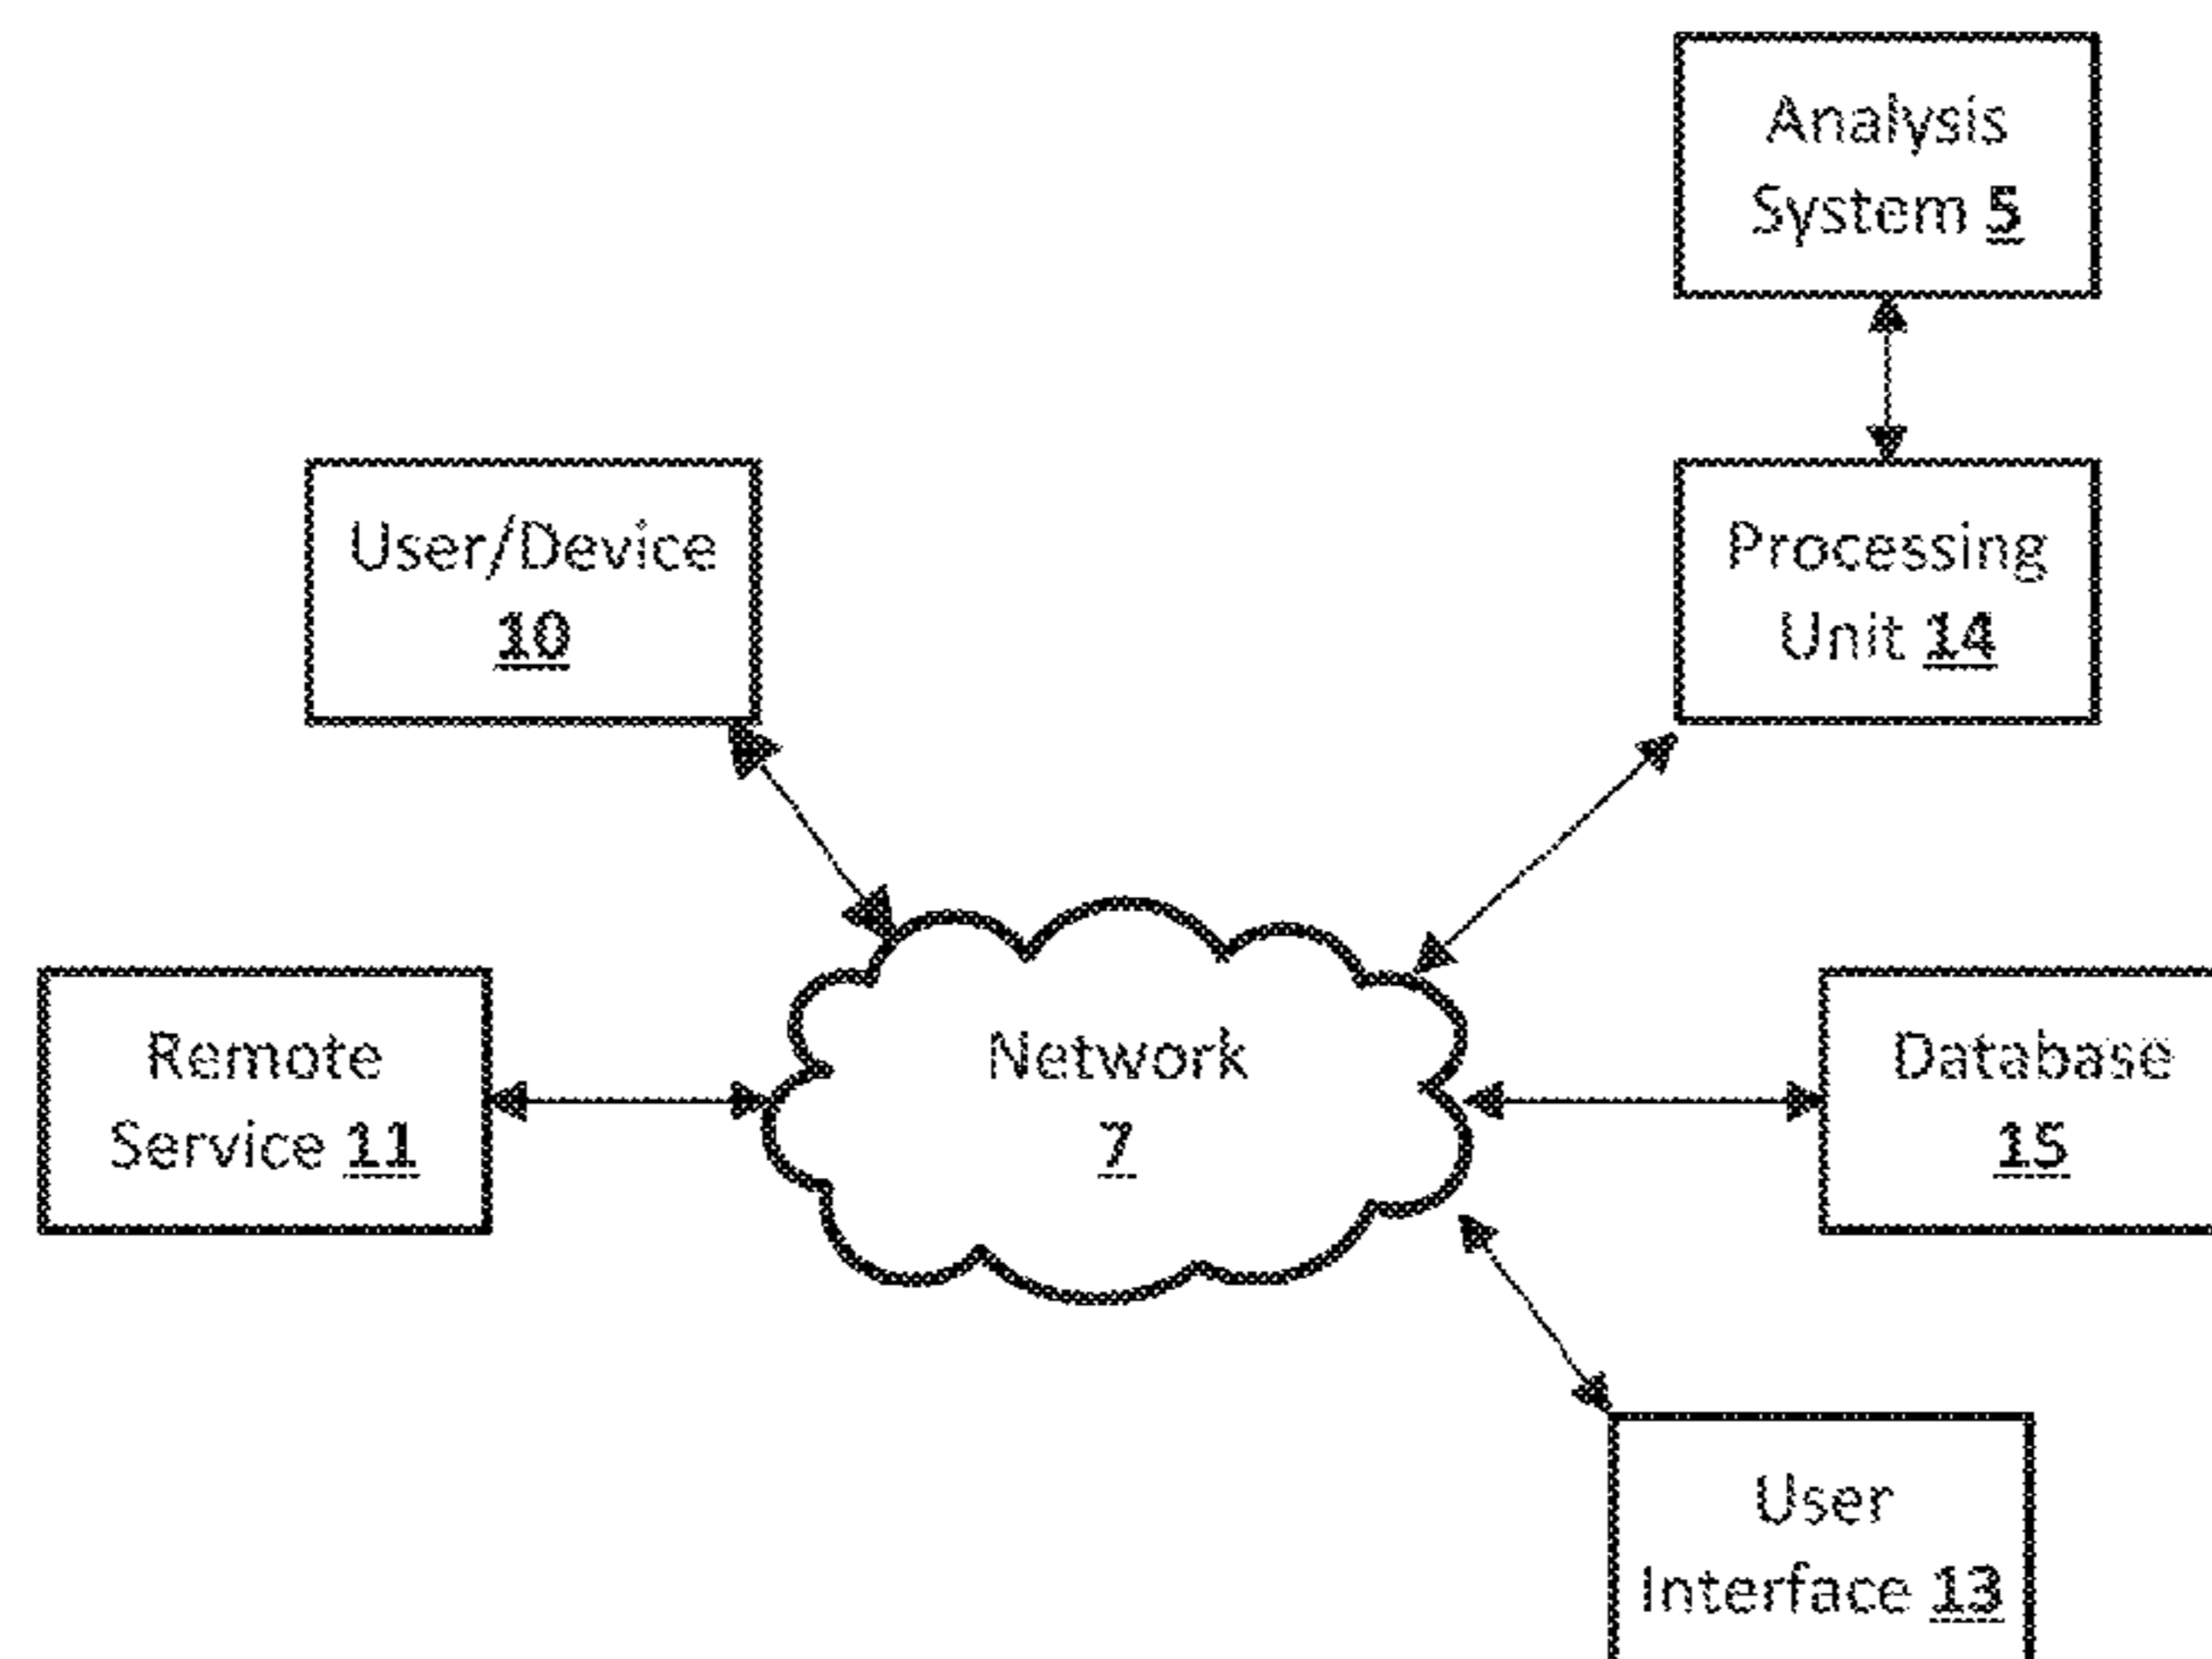 Analysis
System 5
User/Device
10
Processing
Unit 14
Remote
Service 11
Network
7
Database
15
User
Interface 13